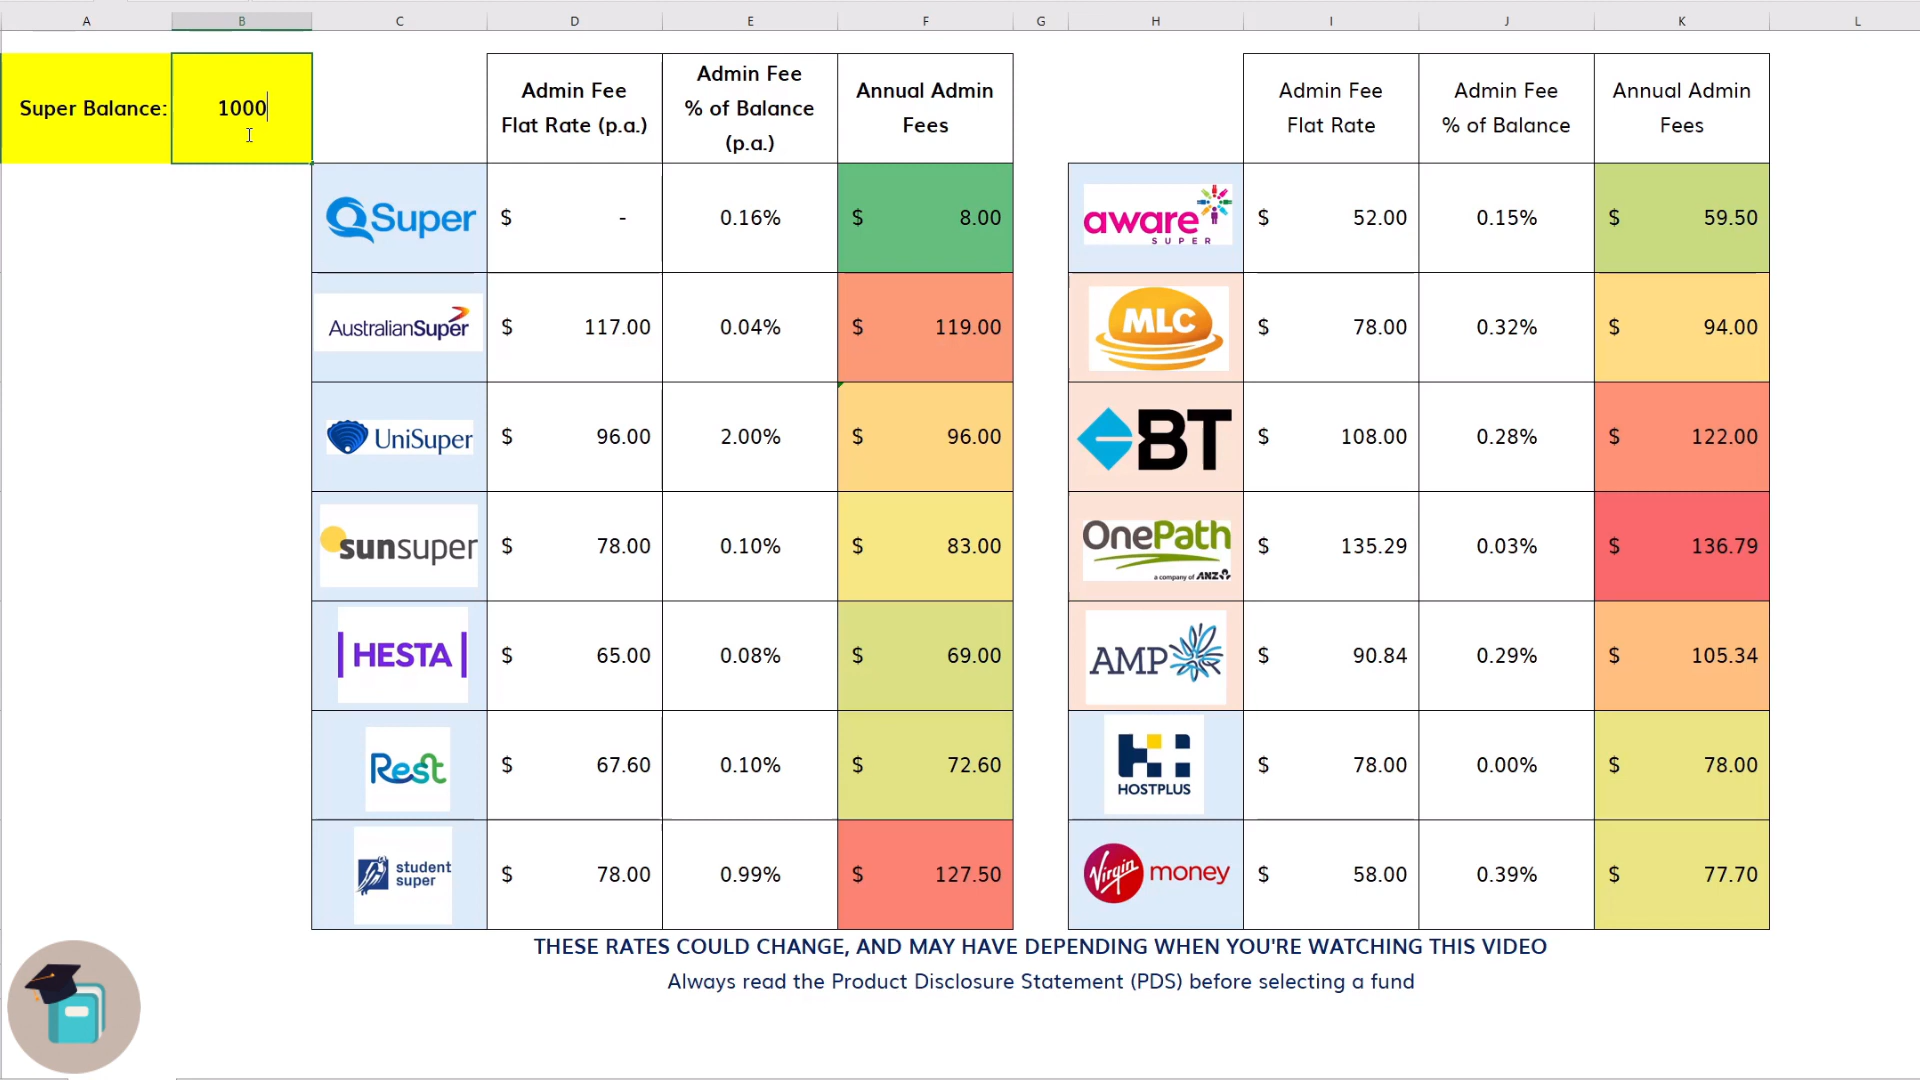 A B C D E F G H I J K L
Super Balance: 1000
Admin Fee
Flat Rate (p.a.)
Admin Fee
% of Balance
(p.a.)
Annual Admin
Fees
Admin Fee
Flat Rate
Admin Fee
% of Balance
Annual Admin
Fees
QSuper $ - 0.16% $ 8.00
aware
SUPER
$ 52.00 0.15% $ 59.50
AustralianSuper $ 117.00 0.04% $ 119.00
MLC $ 78.00 0.32% $ 94.00
UniSuper $ 96.00 2.00% $ 96.00
BT $ 108.00 0.28% $ 122.00
sunsuper $ 78.00 0.10% $ 83.00
OnePath
a company of ANZ
$ 135.29 0.03% $ 136.79
HESTA $ 65.00 0.08% $ 69.00
AMP $ 90.84 0.29% $ 105.34
Rest $ 67.60 0.10% $ 72.60
HOSTPLUS $ 78.00 0.00% $ 78.00
student
super
$ 78.00 0.99% $ 127.50
Virgin money $ 58.00 0.39% $ 77.70
THESE RATES COULD CHANGE, AND MAY HAVE DEPENDING WHEN YOU'RE WATCHING THIS VIDEO
Always read the Product Disclosure Statement (PDS) before selecting a fund